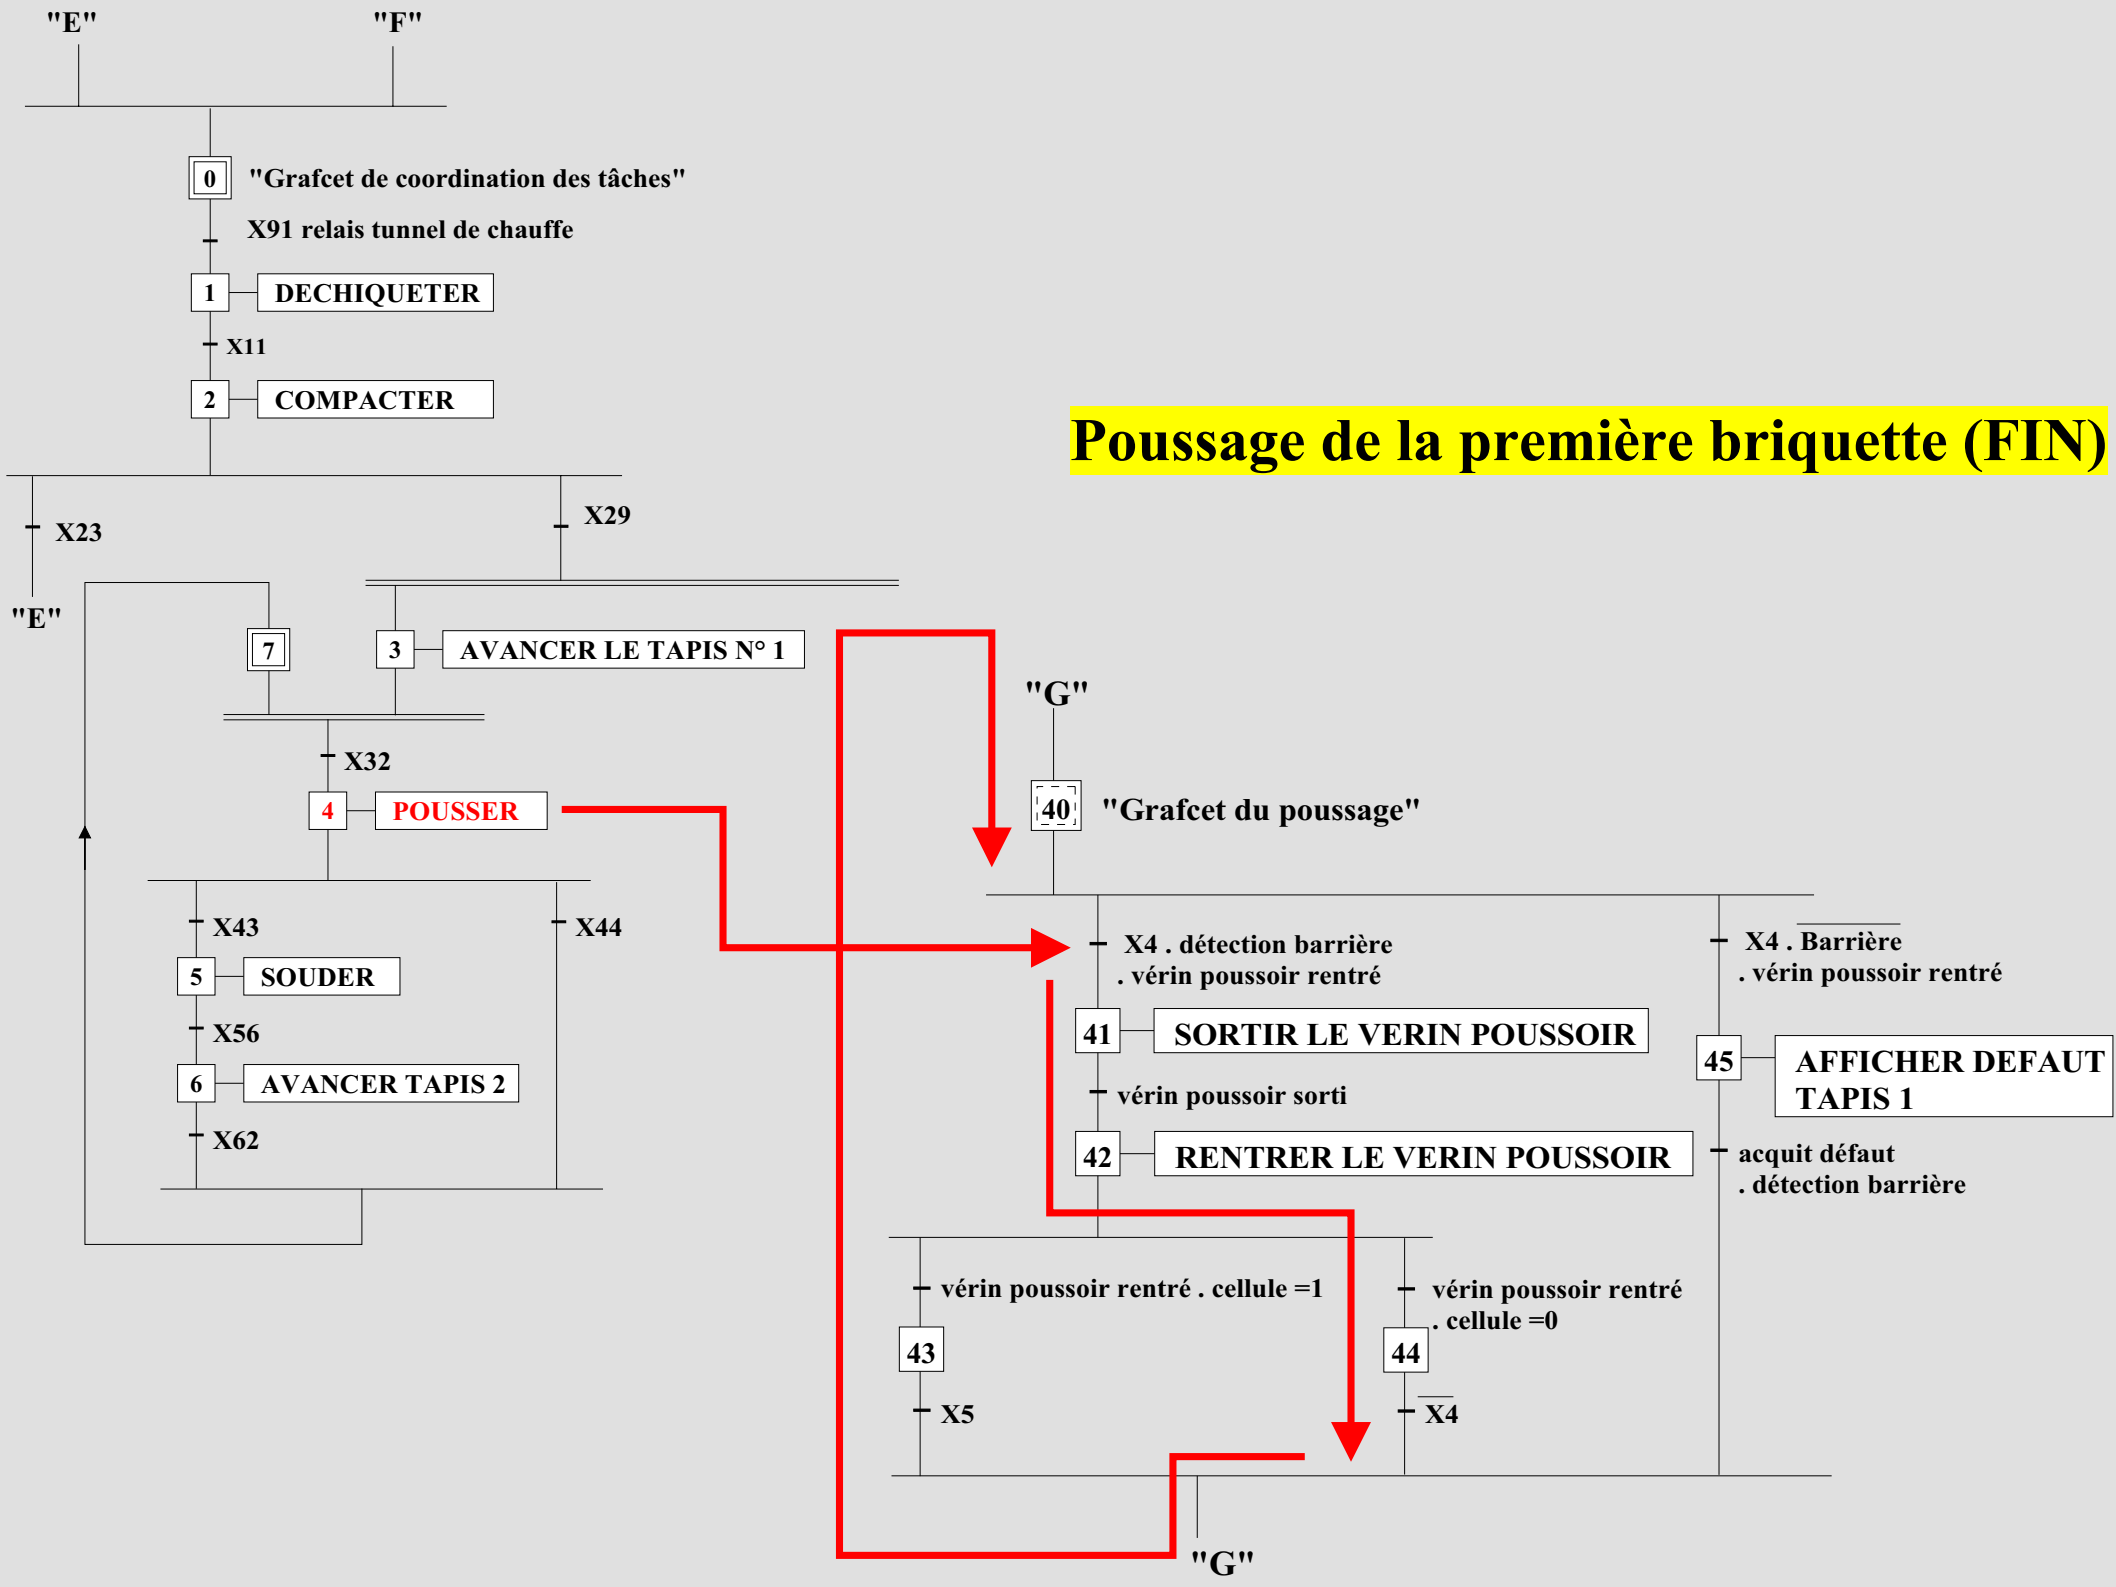 "E"
"F"
0
"Grafcet de coordination des tâches"
X91 relais tunnel de chauffe
1
DECHIQUETER
X11
2
COMPACTER
Poussage de la première briquette (FIN)
X23
X29
"E"
7
3
AVANCER LE TAPIS N° 1
X32
4
POUSSER
X43
X44
5
SOUDER
X56
6
AVANCER TAPIS 2
X62
"G"
40
"Grafcet du poussage"
X4 . détection barrière
. vérin poussoir rentré
X4 . Barrière
. vérin poussoir rentré
41
SORTIR LE VERIN POUSSOIR
45
AFFICHER DEFAUT
TAPIS 1
vérin poussoir sorti
42
RENTRER LE VERIN POUSSOIR
acquit défaut
. détection barrière
vérin poussoir rentré . cellule =1
vérin poussoir rentré
. cellule =0
43
44
X5
X4
"G"